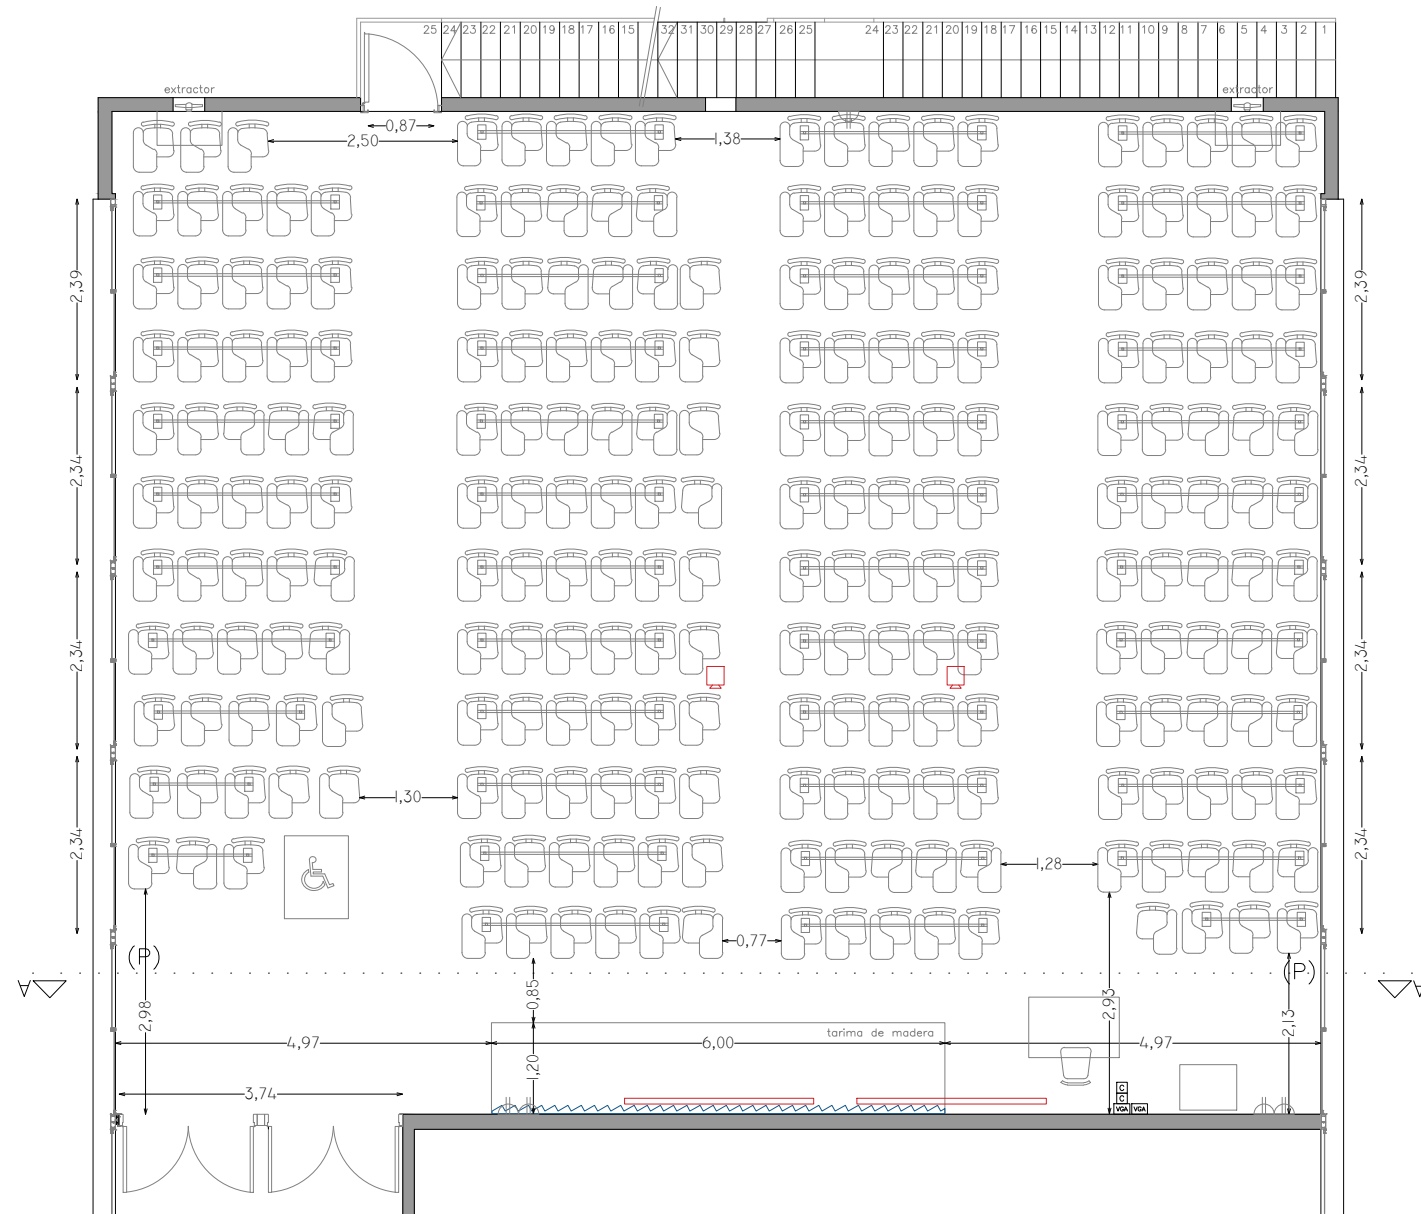 25 24 23 22 21 20 19 18 17 16 15 32 31 30 29 28 27 26 25 24 23 22 21 20 19 18 17 16 15 14 13 12 11 10 9 8 7 6 5 4 3 2 1
extractor
extractor
0,87
2,50
1,38
2,39
2,39
2,34
2,34
2,34
2,34
1,30
2,34
2,34
1,28
0,77
(P)
(P)
A
A
0,85
2,98
2,93
2,13
tarima de madera
4,97
6,00
4,97
1,20
3,74
C
C
VGA VGA